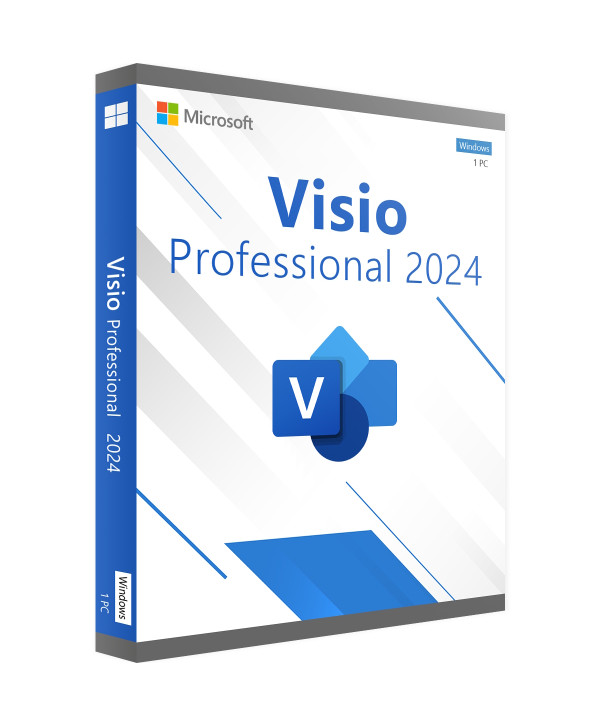 Microsoft
Windows
1 PC
Visio
Professional 2024
V
Visio Professional 2024
Windows
1 PC